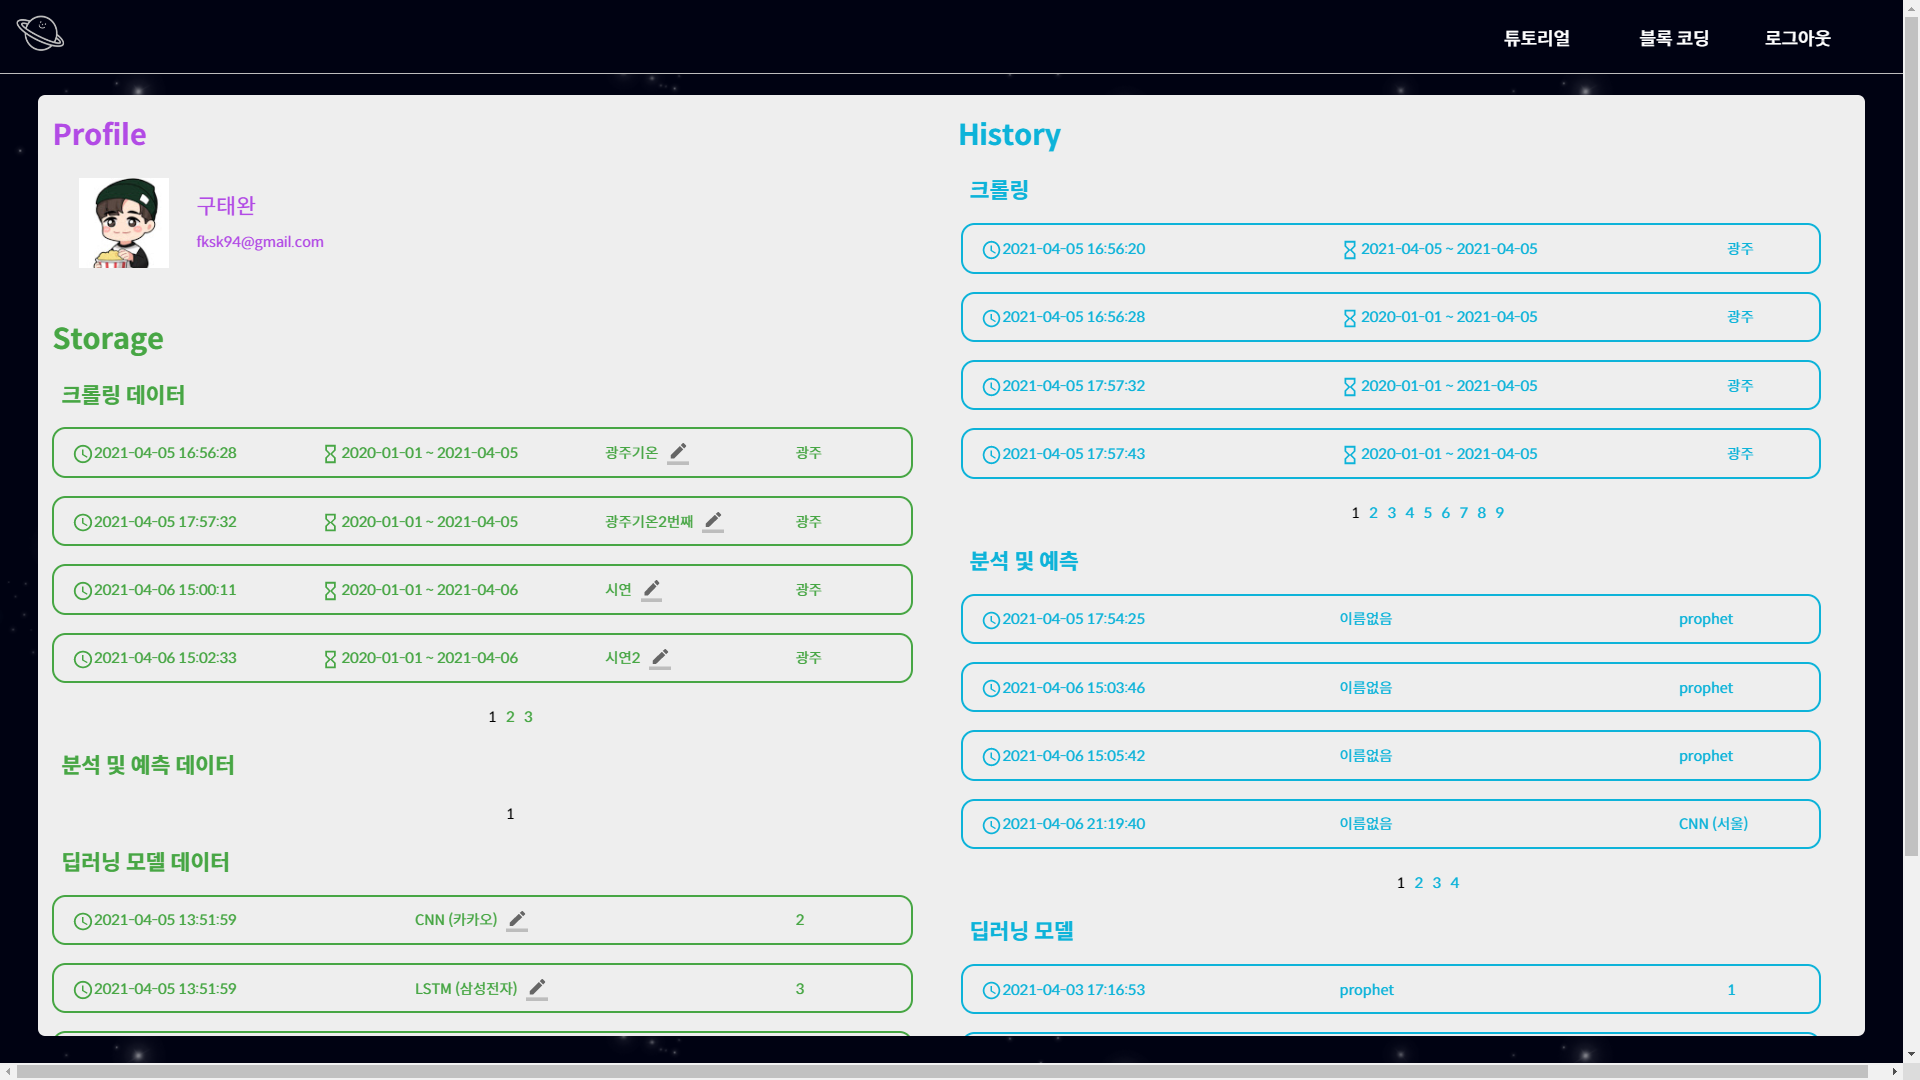 튜토리얼 블록 코딩 로그아웃
Profile
구태완
fksk94@gmail.com
Storage
크롤링 데이터
2021-04-05 16:56:28 2020-01-01 ~ 2021-04-05 광주기온 광주
2021-04-05 17:57:32 2020-01-01 ~ 2021-04-05 광주기온2번째 광주
2021-04-06 15:00:11 2020-01-01 ~ 2021-04-06 시연 광주
2021-04-06 15:02:33 2020-01-01 ~ 2021-04-06 시연2 광주
1 2 3
분석 및 예측 데이터
1
딥러닝 모델 데이터
2021-04-05 13:51:59 CNN (카카오) 2
2021-04-05 13:51:59 LSTM (삼성전자) 3
History
크롤링
2021-04-05 16:56:20 2021-04-05 ~ 2021-04-05 광주
2021-04-05 16:56:28 2020-01-01 ~ 2021-04-05 광주
2021-04-05 17:57:32 2020-01-01 ~ 2021-04-05 광주
2021-04-05 17:57:43 2020-01-01 ~ 2021-04-05 광주
1 2 3 4 5 6 7 8 9
분석 및 예측
2021-04-05 17:54:25 이름없음 prophet
2021-04-06 15:03:46 이름없음 prophet
2021-04-06 15:05:42 이름없음 prophet
2021-04-06 21:19:40 이름없음 CNN (서울)
1 2 3 4
딥러닝 모델
2021-04-03 17:16:53 prophet 1